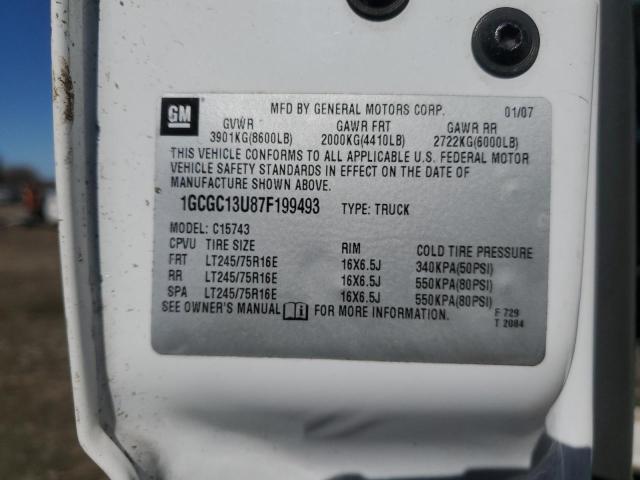 GM
MFD BY GENERAL MOTORS CORP. 01/07
GVWR GAWR FRT GAWR RR
3901KG(8600LB) 2000KG(4410LB) 2722KG(6000LB)
THIS VEHICLE CONFORMS TO ALL APPLICABLE U.S. FEDERAL MOTOR
VEHICLE SAFETY STANDARDS IN EFFECT ON THE DATE OF
MANUFACTURE SHOWN ABOVE.
1GCGC13U87F199493 TYPE: TRUCK
MODEL: C15743
CPVU TIRE SIZE RIM COLD TIRE PRESSURE
FRT LT245/75R16E 16X6.5J 340KPA(50PSI)
RR LT245/75R16E 16X6.5J 550KPA(80PSI)
SPA LT245/75R16E 16X6.5J 550KPA(80PSI)
SEE OWNER'S MANUAL FOR MORE INFORMATION.
F 729
T 2084